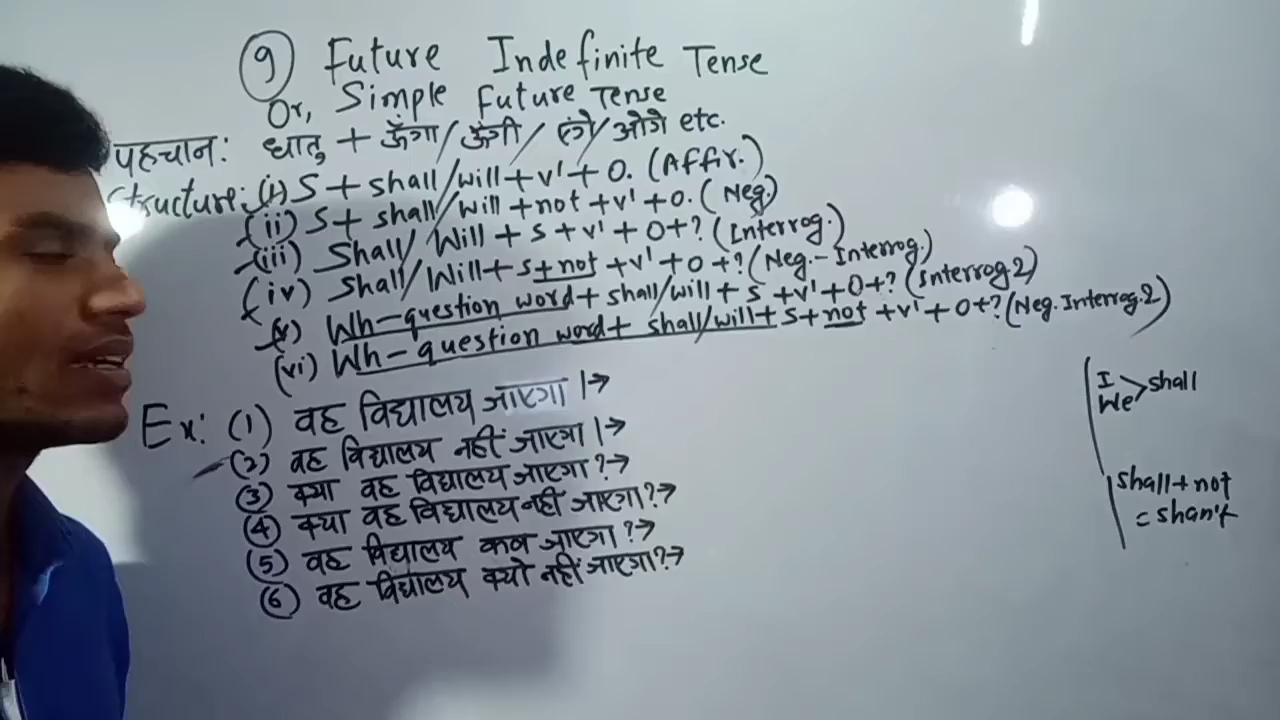 9 Future Indefinite Tense
Or, Simple Future Tense
पहचान: धातु + ऊँगा/ऊँगी/एंगे/ओगे etc.
Structure: (i) S + shall/will + v¹ + O. (Affir.)
(ii) S + shall/will + not + v¹ + O. (Neg.)
(iii) Shall/Will + S + v¹ + O + ? (Interrog.)
(iv) Shall/Will + S + not + v¹ + O + ? (Neg.-Interrog.)
(v) Wh-question word + shall/will + S + v¹ + O + ? (Interrog 2)
(vi) Wh-question word + shall/will + S + not + v¹ + O + ? (Neg. Interrog. 2)
Ex: (1) वह विद्यालय जाएगा।→
(2) वह विद्यालय नहीं जाएगा।→
(3) क्या वह विद्यालय जाएगा?→
(4) क्या वह विद्यालय नहीं जाएगा?→
(5) वह विद्यालय कब जाएगा?→
(6) वह विद्यालय क्यों नहीं जाएगा?→
I
We > shall
shall + not
= shan't